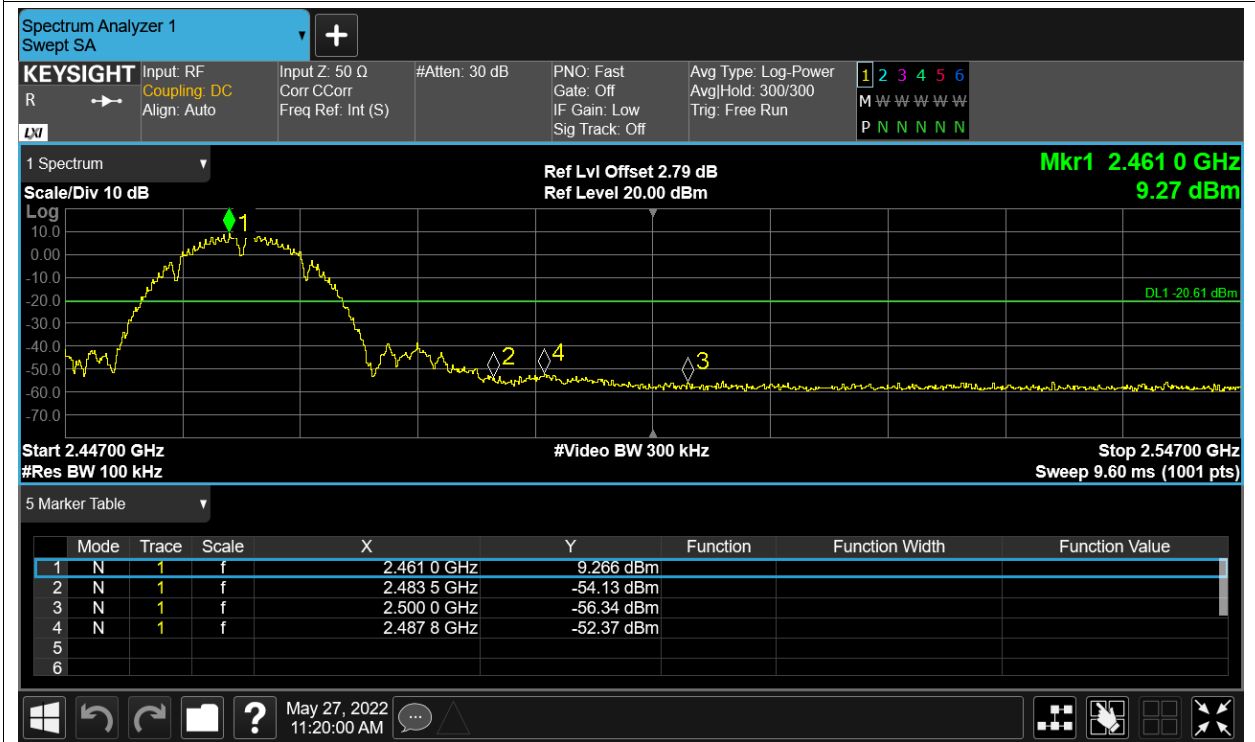 Spectrum Analyzer 1
Swept SA
KEYSIGHT
R
LXI
Input: RF
Coupling: DC
Align: Auto
Input Z: 50 Ω
Corr CCorr
Freq Ref: Int (S)
#Atten: 30 dB
PNO: Fast
Gate: Off
IF Gain: Low
Sig Track: Off
Avg Type: Log-Power
Avg|Hold: 300/300
Trig: Free Run
1 2 3 4 5 6
M W W W W W
P N N N N N
1 Spectrum
Scale/Div 10 dB
Ref Lvl Offset 2.79 dB
Ref Level 20.00 dBm
Mkr1 2.461 0 GHz
9.27 dBm
Log
10.0
0.00
-10.0
-20.0
-30.0
-40.0
-50.0
-60.0
-70.0
1
2
4
3
DL1 -20.61 dBm
Start 2.44700 GHz
#Res BW 100 kHz
#Video BW 300 kHz
Stop 2.54700 GHz
Sweep 9.60 ms (1001 pts)
5 Marker Table
Mode Trace Scale X Y Function Function Width Function Value
1 N 1 f 2.461 0 GHz 9.266 dBm
2 N 1 f 2.483 5 GHz -54.13 dBm
3 N 1 f 2.500 0 GHz -56.34 dBm
4 N 1 f 2.487 8 GHz -52.37 dBm
5
6
?
May 27, 2022
11:20:00 AM